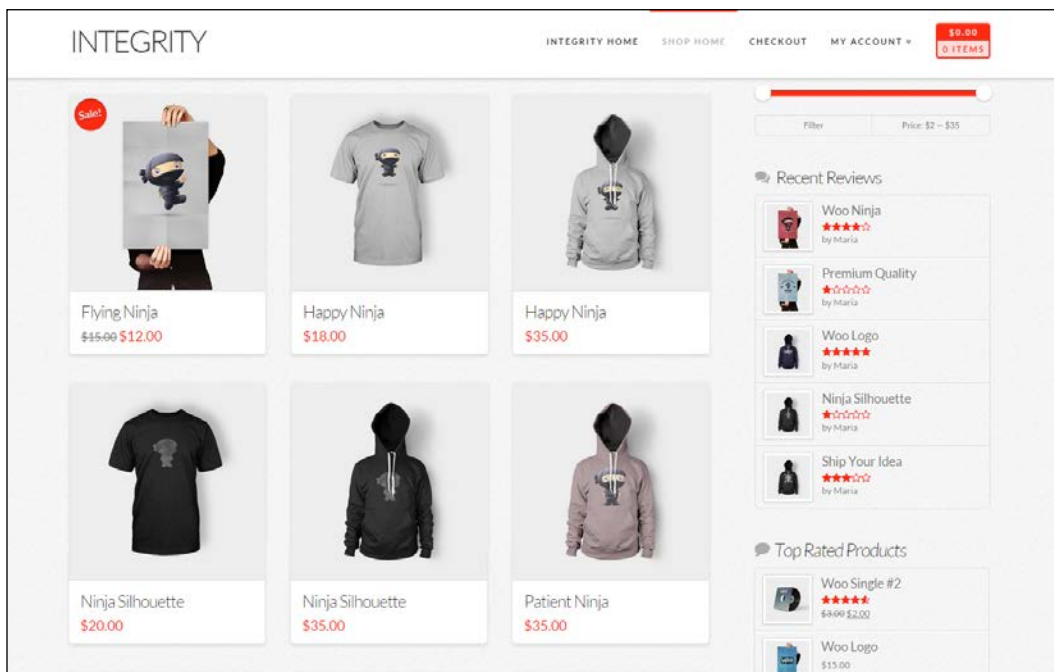 INTEGRITY
INTEGRITY HOME SHOP HOME CHECKOUT MY ACCOUNT
$0.00
0 ITEMS
Sale!
Flying Ninja
$15.00 $12.00
Happy Ninja
$18.00
Happy Ninja
$35.00
Ninja Silhouette
$20.00
Ninja Silhouette
$35.00
Patient Ninja
$35.00
Filter
Price: $2 — $35
Recent Reviews
Woo Ninja
by Maria
Premium Quality
by Maria
Woo Logo
by Maria
Ninja Silhouette
by Maria
Ship Your Idea
by Maria
Top Rated Products
Woo Single #2
$3.00 $2.00
Woo Logo
$15.00